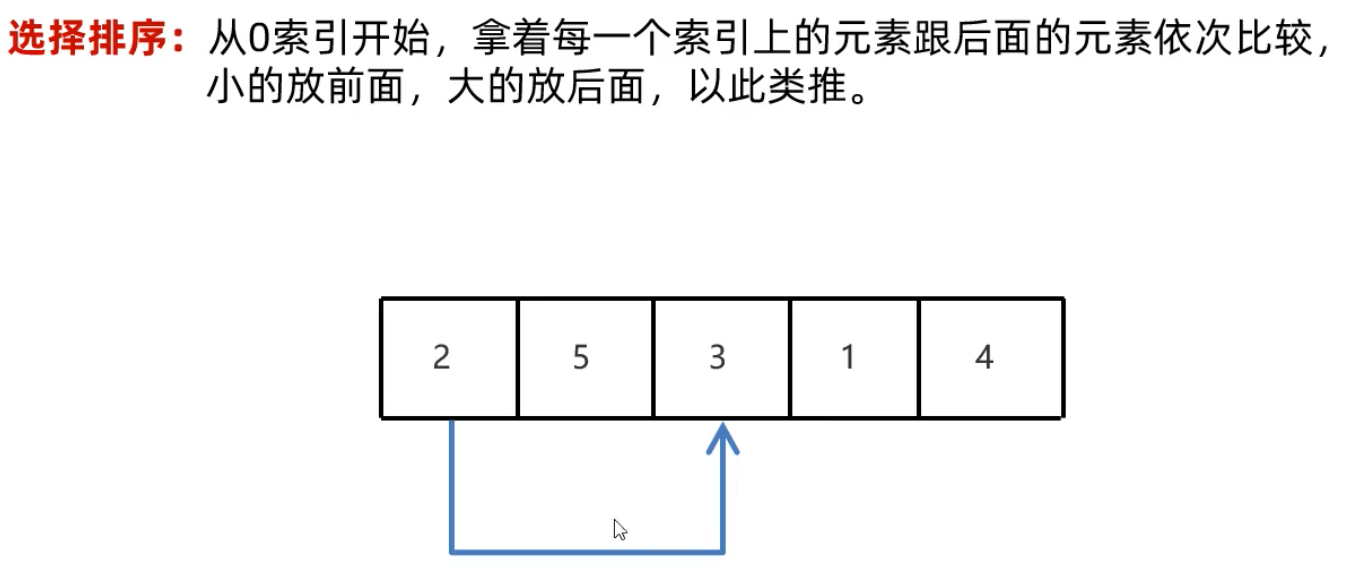 选择排序：从0索引开始，拿着每一个索引上的元素跟后面的元素依次比较，
小的放前面，大的放后面，以此类推。
2 5 3 1 4